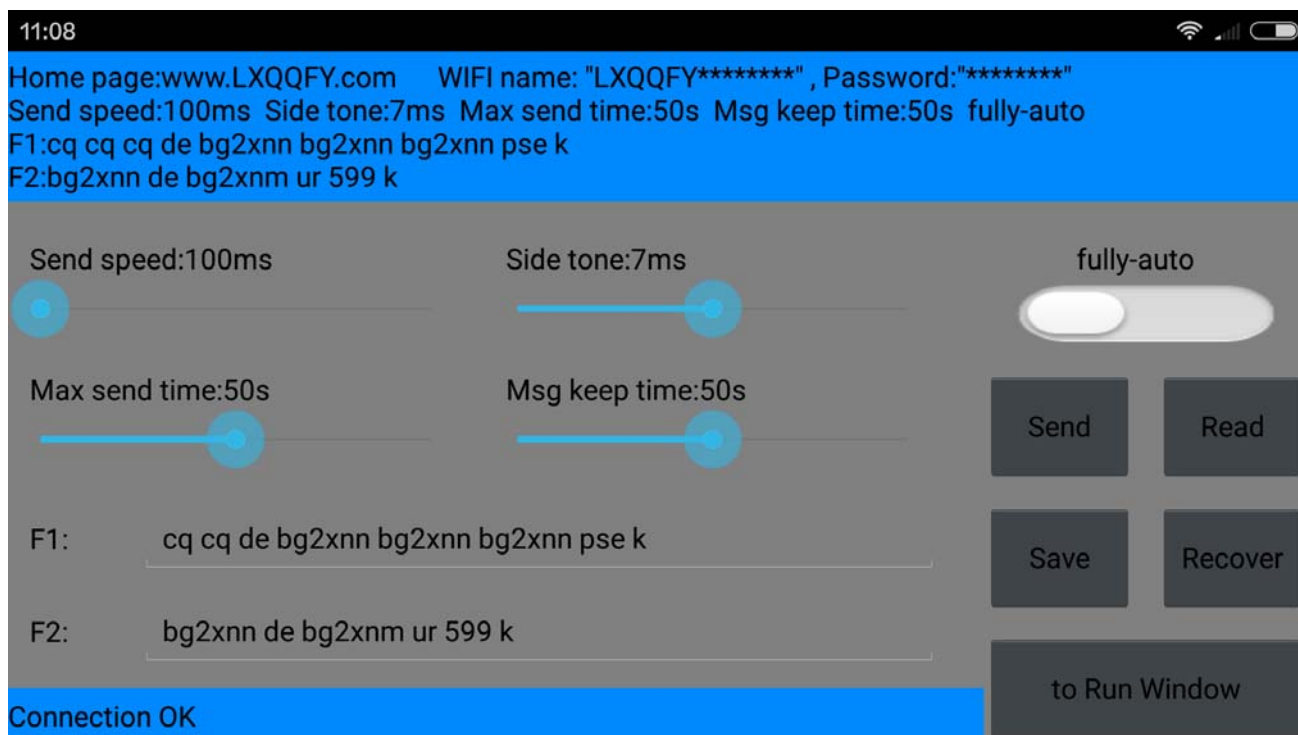 11:08
Home page:www.LXQQFY.com WIFI name: "LXQQFY********" , Password:"********"
Send speed:100ms Side tone:7ms Max send time:50s Msg keep time:50s fully-auto
F1:cq cq cq de bg2xnn bg2xnn bg2xnn pse k
F2:bg2xnn de bg2xnm ur 599 k
Send speed:100ms Side tone:7ms fully-auto
Max send time:50s Msg keep time:50s
Send Read
F1: cq cq de bg2xnn bg2xnn bg2xnn pse k
Save Recover
F2: bg2xnn de bg2xnm ur 599 k
to Run Window
Connection OK